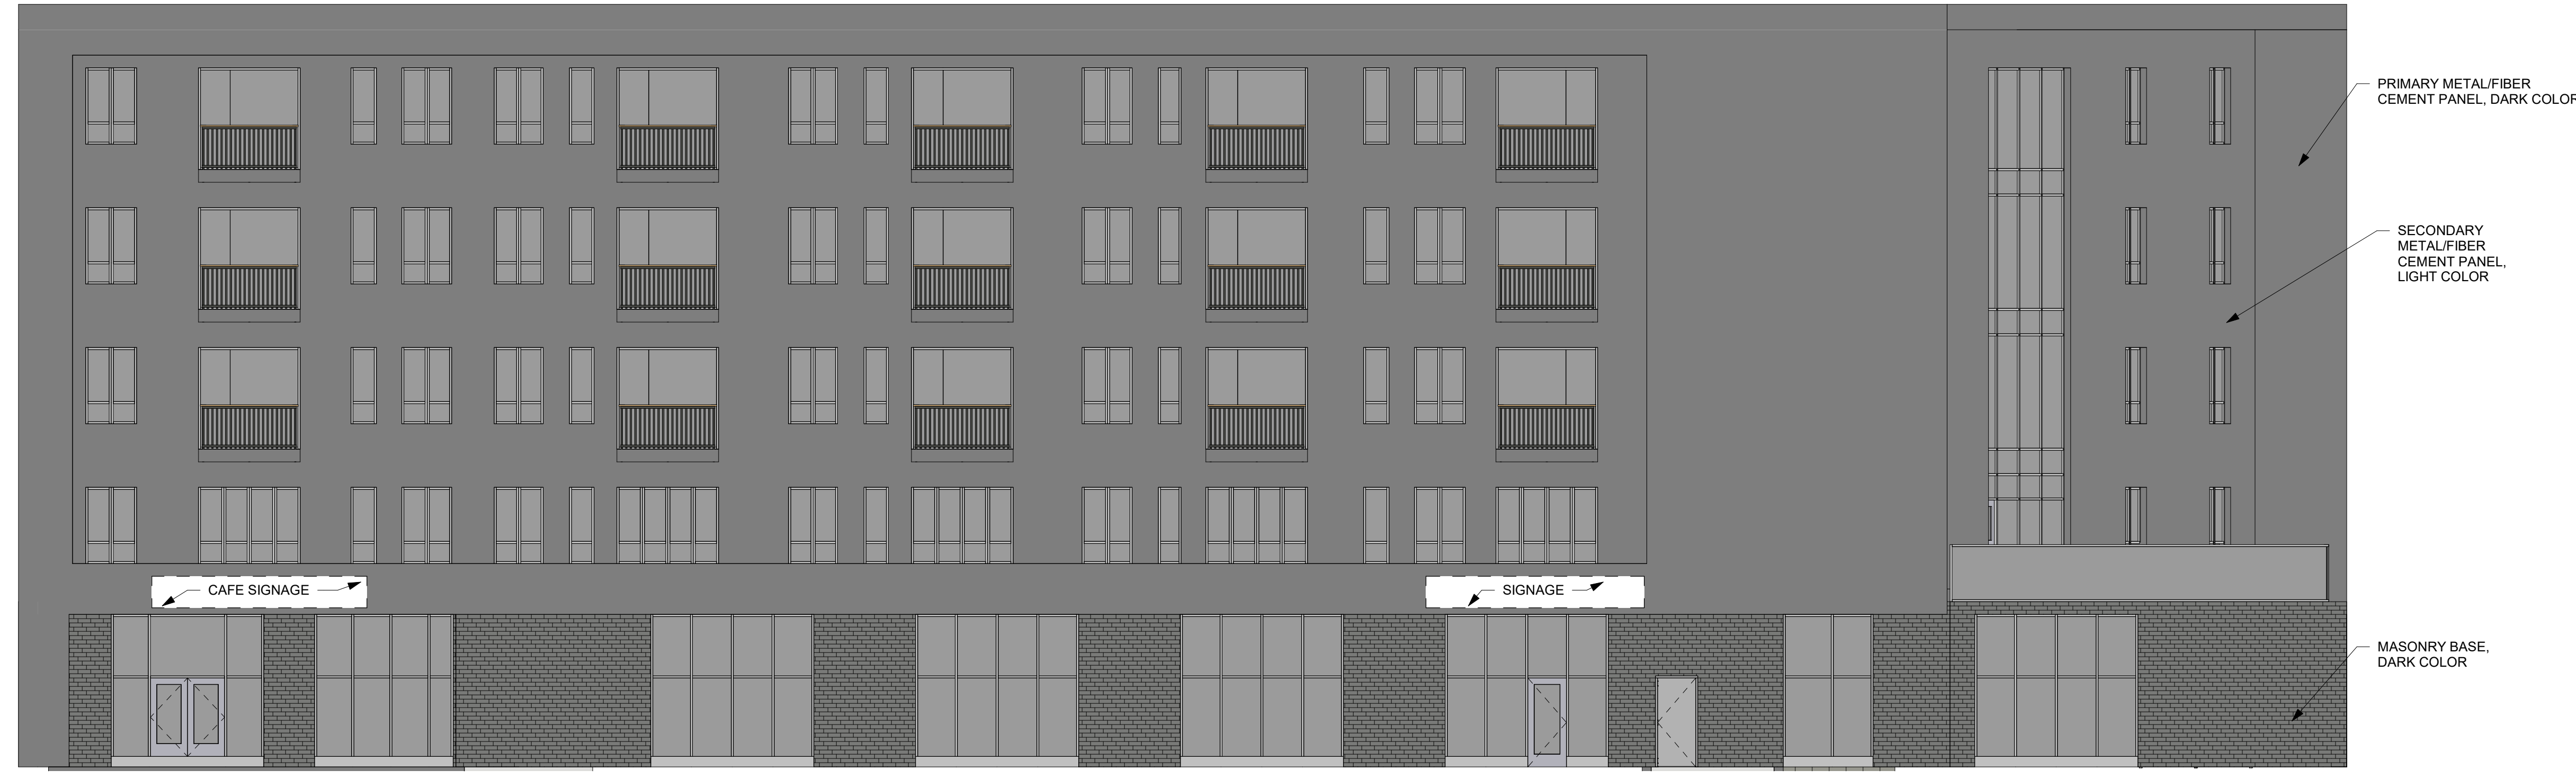 PRIMARY METAL/FIBER
CEMENT PANEL, DARK COLOR
SECONDARY
METAL/FIBER
CEMENT PANEL,
LIGHT COLOR
CAFE SIGNAGE
SIGNAGE
MASONRY BASE,
DARK COLOR